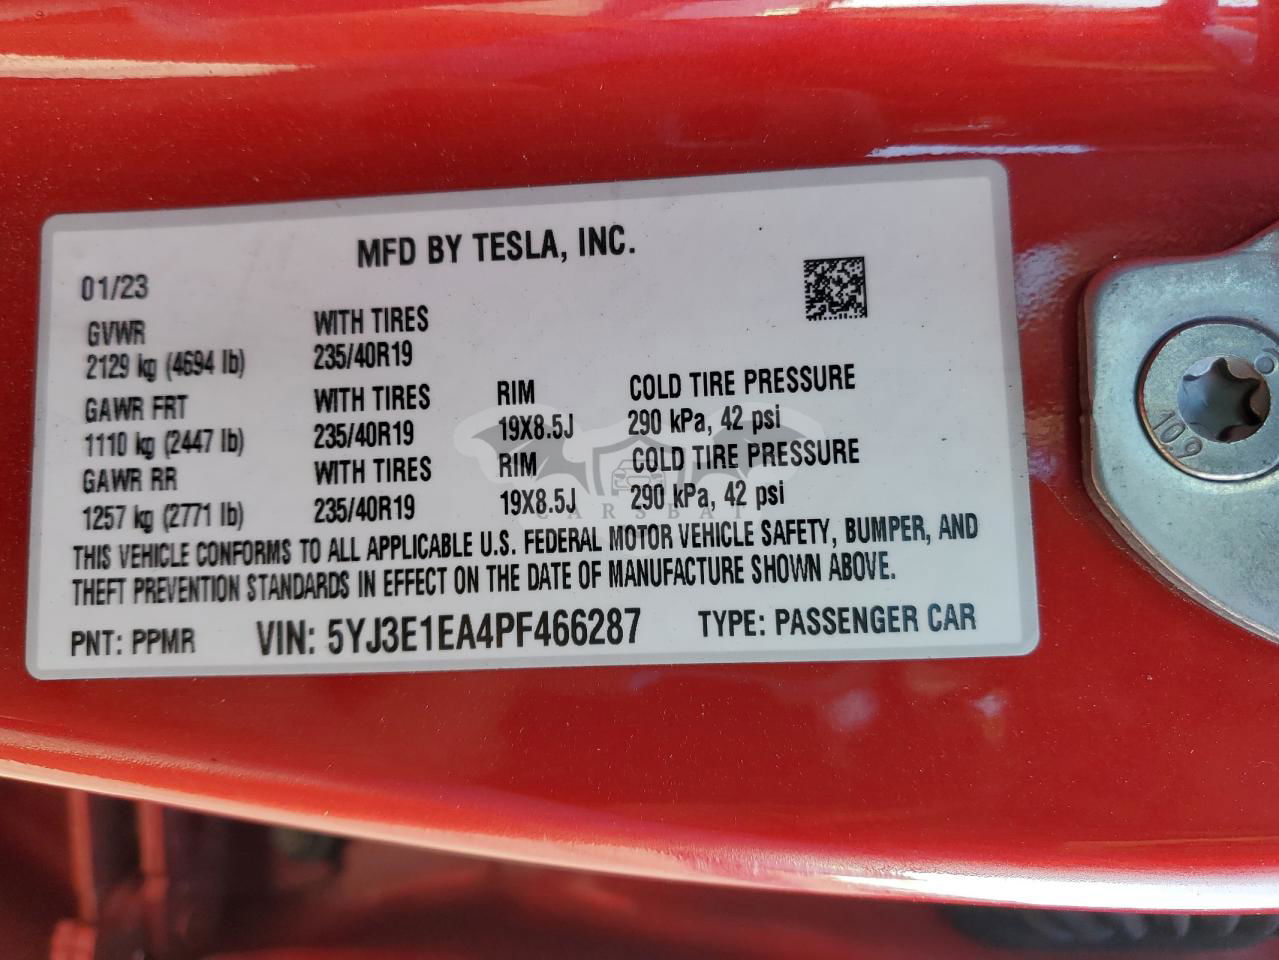 MFD BY TESLA, INC.
01/23
GVWR WITH TIRES
2129 kg (4694 lb) 235/40R19
GAWR FRT WITH TIRES RIM COLD TIRE PRESSURE
1110 kg (2447 lb) 235/40R19 19X8.5J 290 kPa, 42 psi
GAWR RR WITH TIRES RIM COLD TIRE PRESSURE
1257 kg (2771 lb) 235/40R19 19X8.5J 290 kPa, 42 psi
CARSBAT
THIS VEHICLE CONFORMS TO ALL APPLICABLE U.S. FEDERAL MOTOR VEHICLE SAFETY, BUMPER, AND
THEFT PREVENTION STANDARDS IN EFFECT ON THE DATE OF MANUFACTURE SHOWN ABOVE.
PNT: PPMR VIN: 5YJ3E1EA4PF466287 TYPE: PASSENGER CAR
10.9